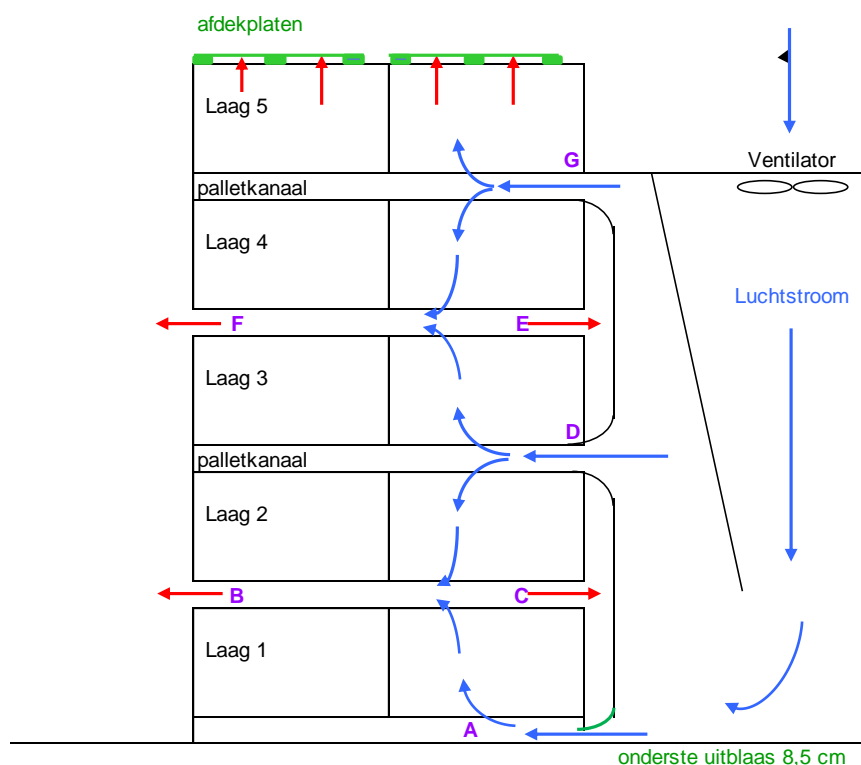 afdekplaten
Laag 5
G
Ventilator
palletkanaal
Laag 4
Luchtstroom
F
E
Laag 3
D
palletkanaal
Laag 2
B
C
Laag 1
A
onderste uitblaas 8,5 cm